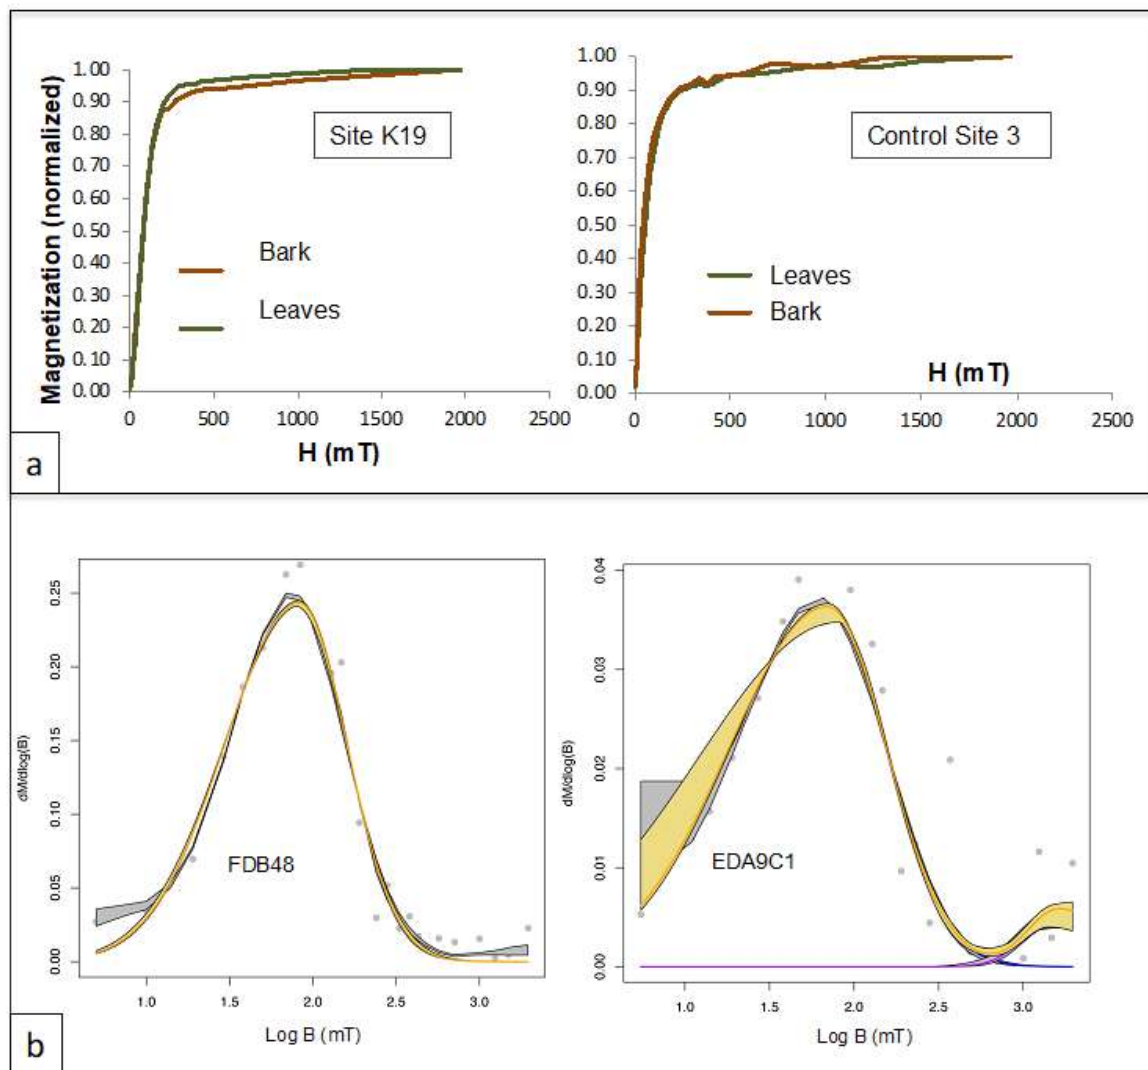 Magnetization (normalized)
1.00
0.90
0.80
0.70
0.60
0.50
0.40
0.30
0.20
0.10
0.00
Site K19
Bark
Leaves
0 500 1000 1500 2000 2500
H (mT)
1.00
0.90
0.80
0.70
0.60
0.50
0.40
0.30
0.20
0.10
0.00
Control Site 3
Leaves
Bark
H (mT)
0 500 1000 1500 2000 2500
a
dM/dlog(B)
0.25
0.20
0.15
0.10
0.05
0.00
FDB48
1.0 1.5 2.0 2.5 3.0
Log B (mT)
dM/dlog(B)
0.04
0.03
0.02
0.01
0.00
EDA9C1
1.0 1.5 2.0 2.5 3.0
Log B (mT)
b